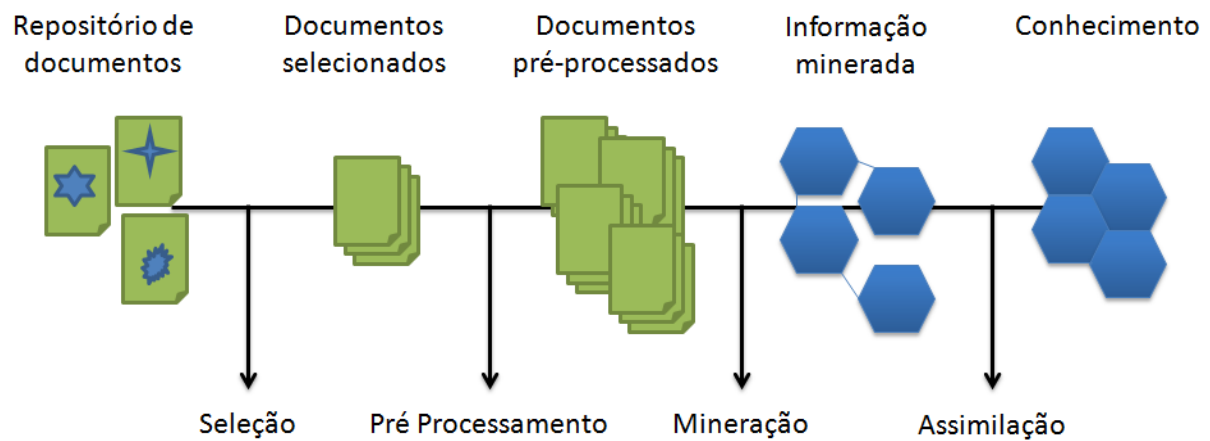 Repositório de
documentos
Documentos
selecionados
Documentos
pré-processados
Informação
minerada
Conhecimento
Seleção
Pré Processamento
Mineração
Assimilação